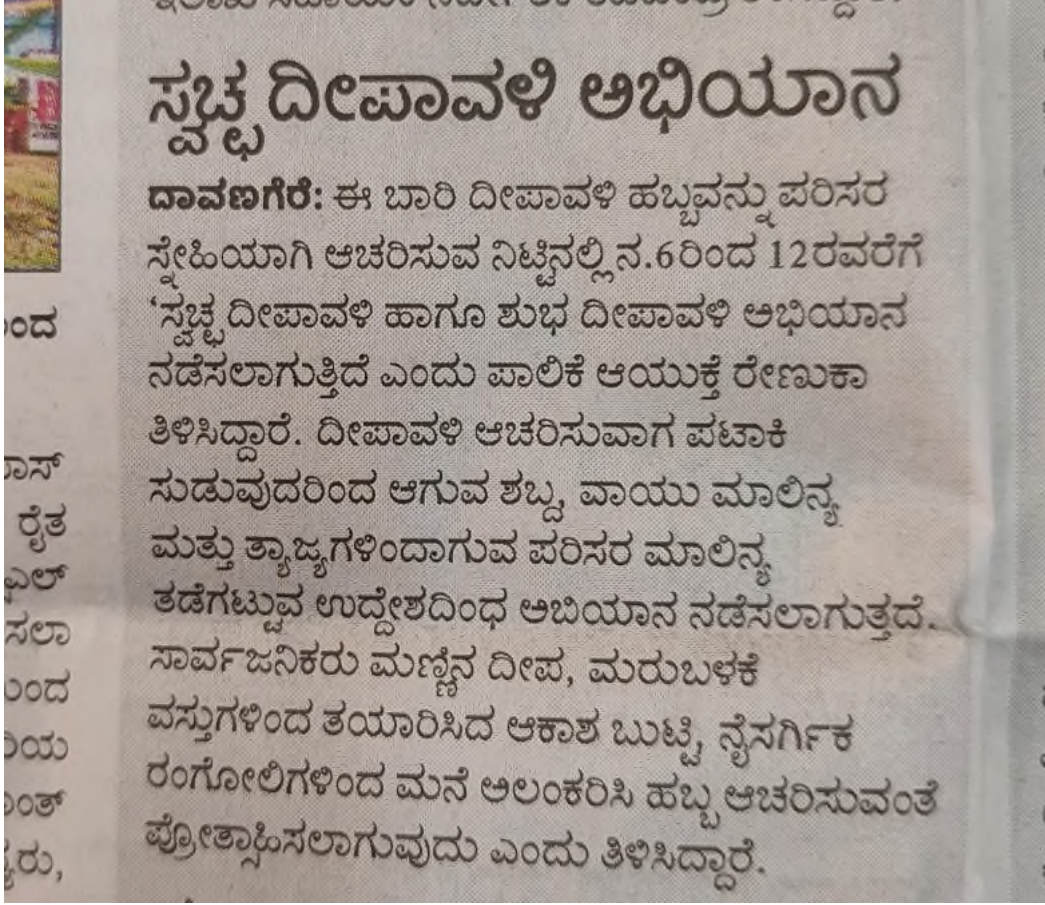 ಸ್ವಚ್ಛ ದೀಪಾವಳಿ ಅಭಿಯಾನ
ದಾವಣಗೆರೆ: ಈ ಬಾರಿ ದೀಪಾವಳಿ ಹಬ್ಬವನ್ನು ಪರಿಸರ
ಸ್ನೇಹಿಯಾಗಿ ಆಚರಿಸುವ ನಿಟ್ಟಿನಲ್ಲಿ ನ.6ರಿಂದ 12ರವರೆಗೆ
‘ಸ್ವಚ್ಛ ದೀಪಾವಳಿ ಹಾಗೂ ಶುಭ ದೀಪಾವಳಿ ಅಭಿಯಾನ
ನಡೆಸಲಾಗುತ್ತಿದೆ ಎಂದು ಪಾಲಿಕೆ ಆಯುಕ್ತೆ ರೇಣುಕಾ
ತಿಳಿಸಿದ್ದಾರೆ. ದೀಪಾವಳಿ ಆಚರಿಸುವಾಗ ಪಟಾಕಿ
ಸುಡುವುದರಿಂದ ಆಗುವ ಶಬ್ದ, ವಾಯು ಮಾಲಿನ್ಯ
ಮತ್ತು ತ್ಯಾಜ್ಯಗಳಿಂದಾಗುವ ಪರಿಸರ ಮಾಲಿನ್ಯ
ತಡೆಗಟ್ಟುವ ಉದ್ದೇಶದಿಂಧ ಅಬಿಯಾನ ನಡೆಸಲಾಗುತ್ತದೆ.
ಸಾರ್ವಜನಿಕರು ಮಣ್ಣಿನ ದೀಪ, ಮರುಬಳಕೆ
ವಸ್ತುಗಳಿಂದ ತಯಾರಿಸಿದ ಆಕಾಶ ಬುಟ್ಟಿ, ನೈಸರ್ಗಿಕ
ರಂಗೋಲಿಗಳಿಂದ ಮನೆ ಅಲಂಕರಿಸಿ ಹಬ್ಬ ಆಚರಿಸುವಂತೆ
ಪ್ರೋತ್ಸಾಹಿಸಲಾಗುವುದು ಎಂದು ತಿಳಿಸಿದ್ದಾರೆ.
ರೈತ